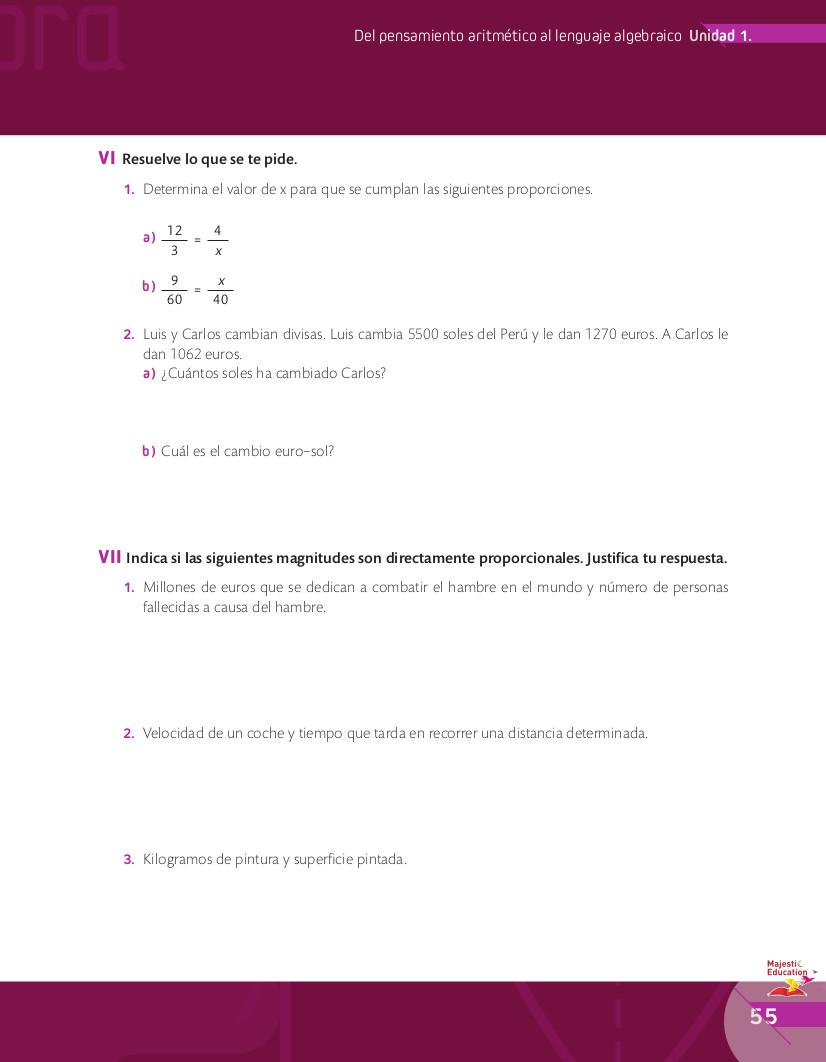 ora
Del pensamiento aritmético al lenguaje algebraico Unidad 1.
VI Resuelve lo que se te pide.
1. Determina el valor de x para que se cumplan las siguientes proporciones.
a) 12/3 = 4/x
b) 9/60 = x/40
2. Luis y Carlos cambian divisas. Luis cambia 5500 soles del Perú y le dan 1270 euros. A Carlos le
dan 1062 euros.
a) ¿Cuántos soles ha cambiado Carlos?
b) Cuál es el cambio euro–sol?
VII Indica si las siguientes magnitudes son directamente proporcionales. Justifica tu respuesta.
1. Millones de euros que se dedican a combatir el hambre en el mundo y número de personas
fallecidas a causa del hambre.
2. Velocidad de un coche y tiempo que tarda en recorrer una distancia determinada.
3. Kilogramos de pintura y superficie pintada.
Majestic
Education
55